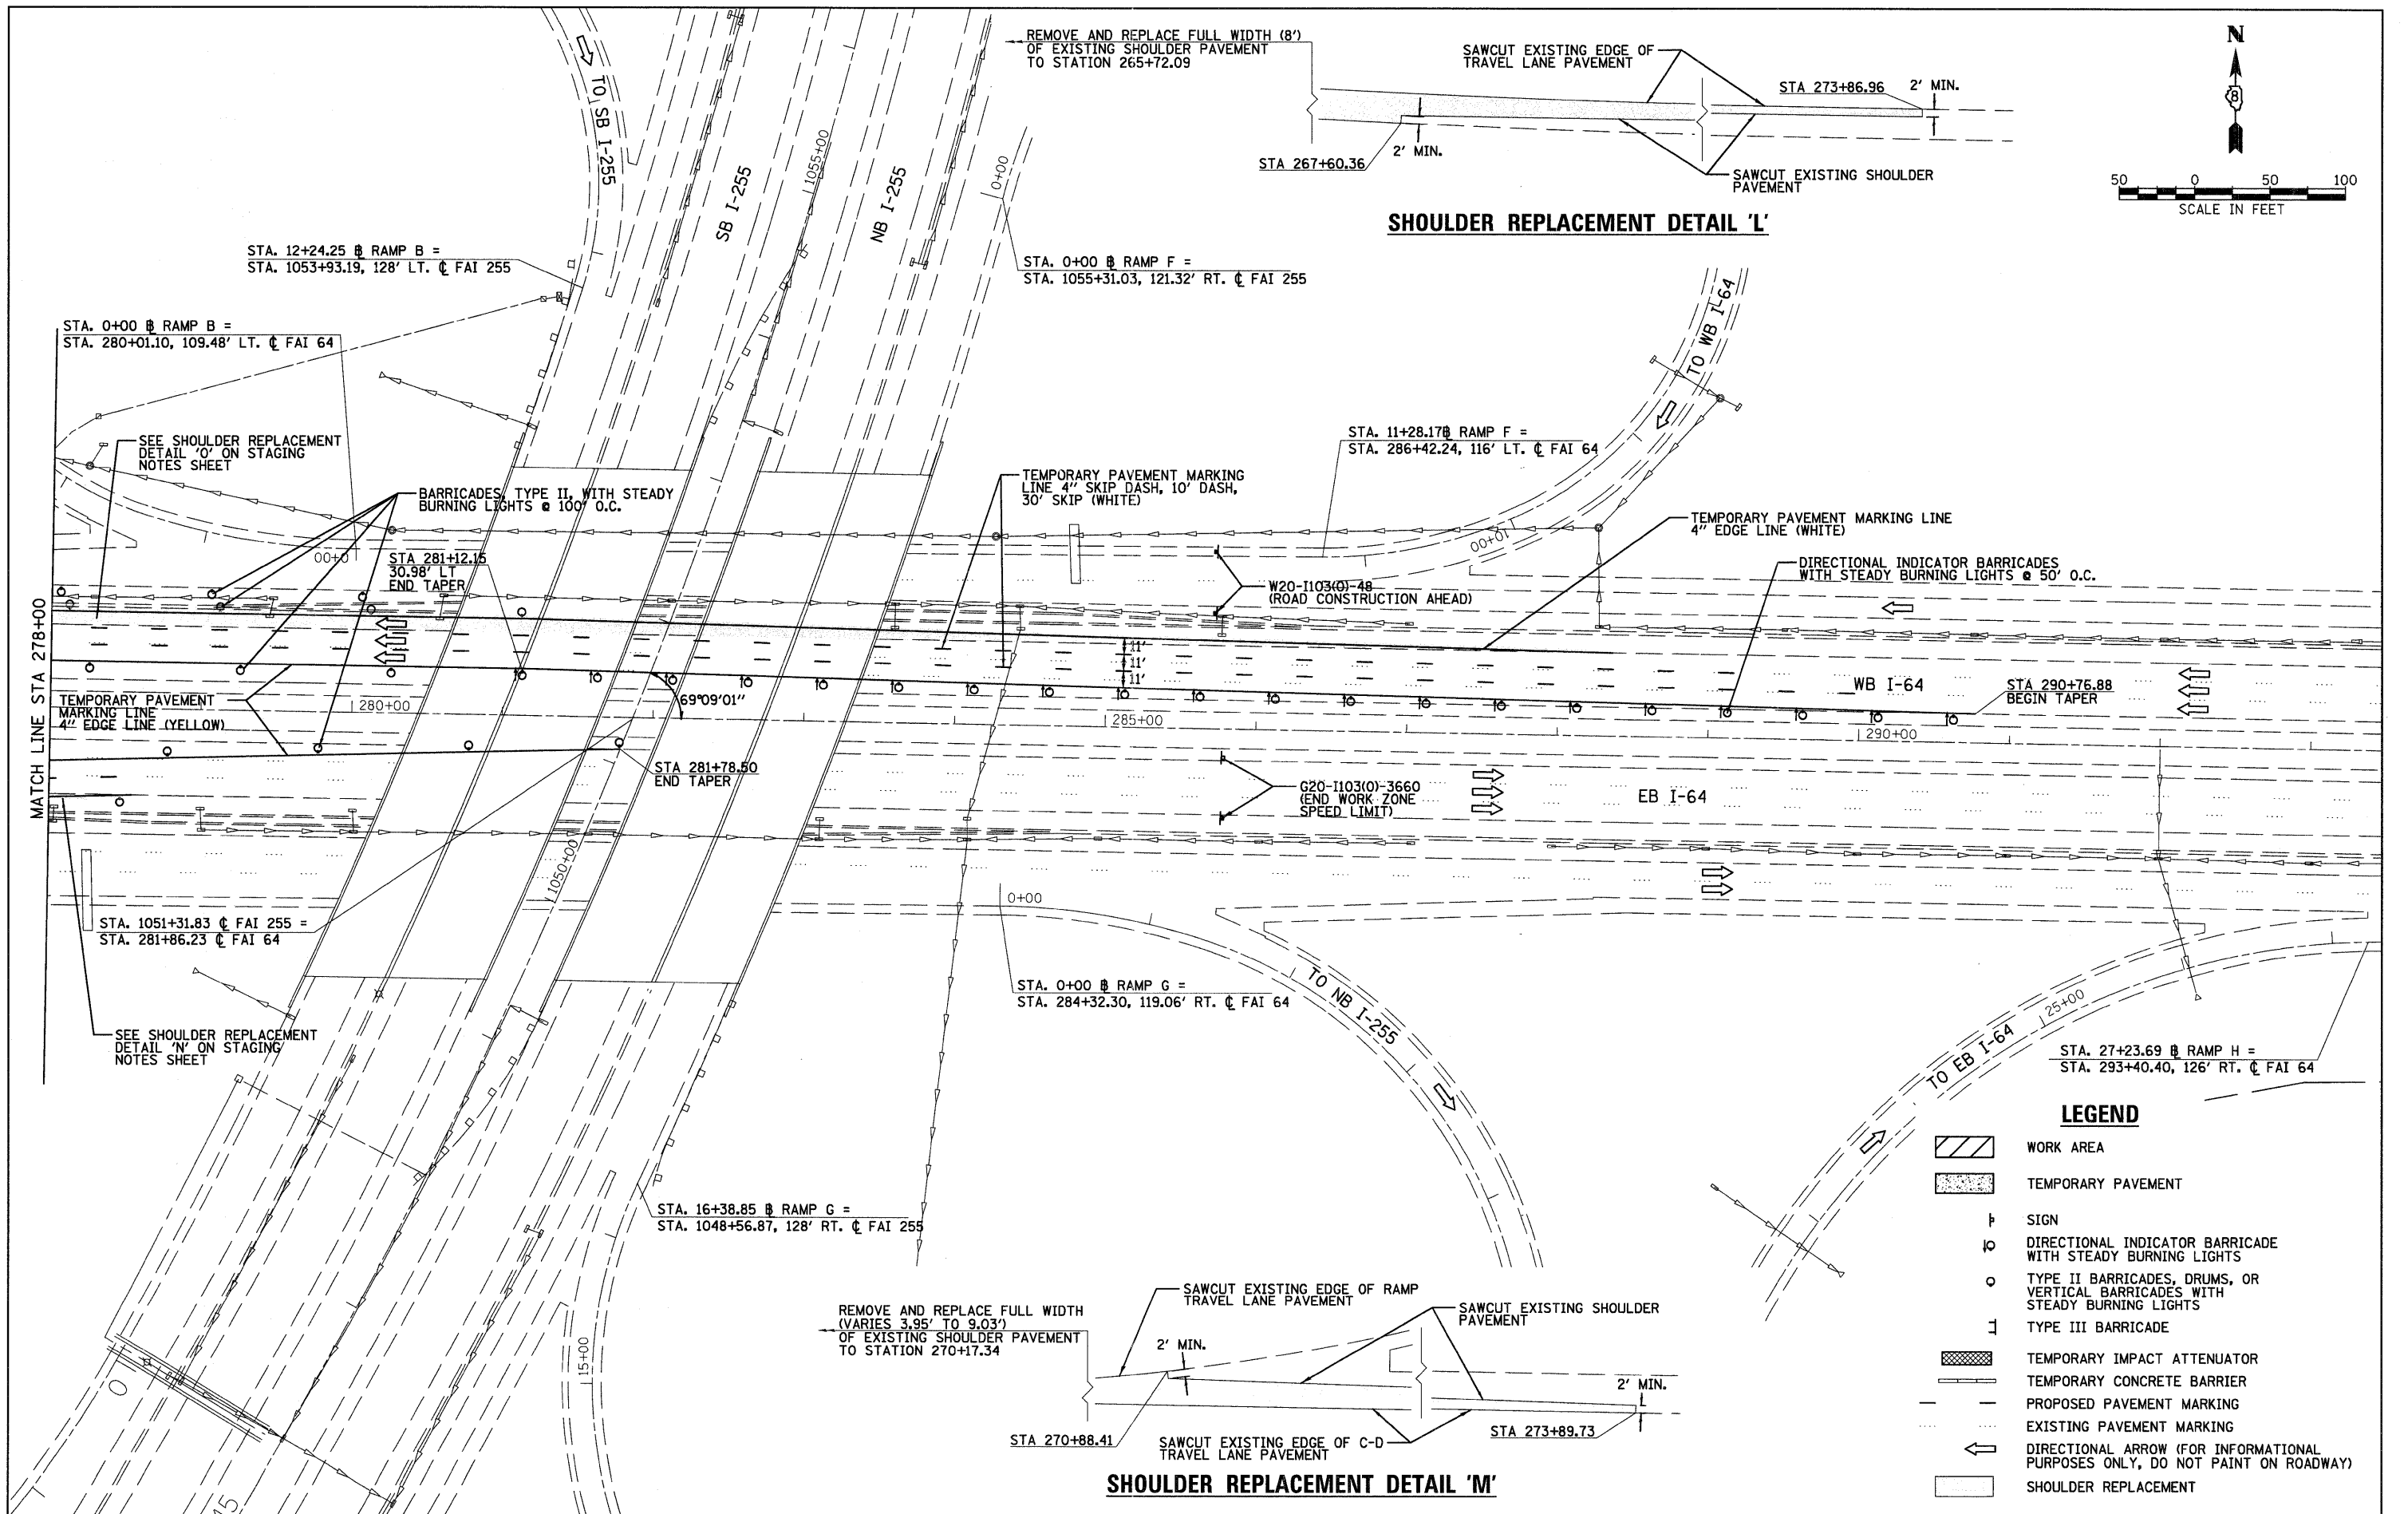 REMOVE AND REPLACE FULL WIDTH (8')
OF EXISTING SHOULDER PAVEMENT
TO STATION 265+72.09
SAWCUT EXISTING EDGE OF
TRAVEL LANE PAVEMENT
STA 273+86.96
2' MIN.
2' MIN.
STA 267+60.36
SAWCUT EXISTING SHOULDER
PAVEMENT
SHOULDER REPLACEMENT DETAIL 'L'
N
8
50 0 50 100
SCALE IN FEET
TO SB I-255
SB I-255
1055+00
NB I-255
0+00
STA. 12+24.25 ℄ RAMP B =
STA. 1053+93.19, 128' LT. ℄ FAI 255
STA. 0+00 ℄ RAMP F =
STA. 1055+31.03, 121.32' RT. ℄ FAI 255
TO WB I-64
STA. 0+00 ℄ RAMP B =
STA. 280+01.10, 109.48' LT. ℄ FAI 64
STA. 11+28.17 ℄ RAMP F =
STA. 286+42.24, 116' LT. ℄ FAI 64
SEE SHOULDER REPLACEMENT
DETAIL 'O' ON STAGING
NOTES SHEET
BARRICADES, TYPE II, WITH STEADY
BURNING LIGHTS @ 100' O.C.
TEMPORARY PAVEMENT MARKING
LINE 4" SKIP DASH, 10' DASH,
30' SKIP (WHITE)
TEMPORARY PAVEMENT MARKING LINE
4" EDGE LINE (WHITE)
10+00
0+00
STA 281+12.15
30.98' LT
END TAPER
W20-I103(0)-48
(ROAD CONSTRUCTION AHEAD)
DIRECTIONAL INDICATOR BARRICADES
WITH STEADY BURNING LIGHTS @ 50' O.C.
MATCH LINE STA 278+00
11'
11'
11'
WB I-64
STA 290+76.88
BEGIN TAPER
TEMPORARY PAVEMENT
MARKING LINE
4" EDGE LINE (YELLOW)
280+00
69°09'01"
285+00
290+00
STA 281+78.50
END TAPER
G20-I103(0)-3660
(END WORK ZONE
SPEED LIMIT)
EB I-64
1050+00
0+00
STA. 1051+31.83 ℄ FAI 255 =
STA. 281+86.23 ℄ FAI 64
STA. 0+00 ℄ RAMP G =
STA. 284+32.30, 119.06' RT. ℄ FAI 64
TO NB I-255
SEE SHOULDER REPLACEMENT
DETAIL 'N' ON STAGING
NOTES SHEET
25+00
TO EB I-64
STA. 27+23.69 ℄ RAMP H =
STA. 293+40.40, 126' RT. ℄ FAI 64
STA. 16+38.85 ℄ RAMP G =
STA. 1048+56.87, 128' RT. ℄ FAI 255
15+00
0
15
REMOVE AND REPLACE FULL WIDTH
(VARIES 3.95' TO 9.03')
OF EXISTING SHOULDER PAVEMENT
TO STATION 270+17.34
SAWCUT EXISTING EDGE OF RAMP
TRAVEL LANE PAVEMENT
SAWCUT EXISTING SHOULDER
PAVEMENT
2' MIN.
2' MIN.
STA 270+88.41
SAWCUT EXISTING EDGE OF C-D
TRAVEL LANE PAVEMENT
STA 273+89.73
SHOULDER REPLACEMENT DETAIL 'M'
LEGEND
WORK AREA
TEMPORARY PAVEMENT
SIGN
DIRECTIONAL INDICATOR BARRICADE
WITH STEADY BURNING LIGHTS
TYPE II BARRICADES, DRUMS, OR
VERTICAL BARRICADES WITH
STEADY BURNING LIGHTS
TYPE III BARRICADE
TEMPORARY IMPACT ATTENUATOR
TEMPORARY CONCRETE BARRIER
PROPOSED PAVEMENT MARKING
EXISTING PAVEMENT MARKING
DIRECTIONAL ARROW (FOR INFORMATIONAL
PURPOSES ONLY, DO NOT PAINT ON ROADWAY)
SHOULDER REPLACEMENT